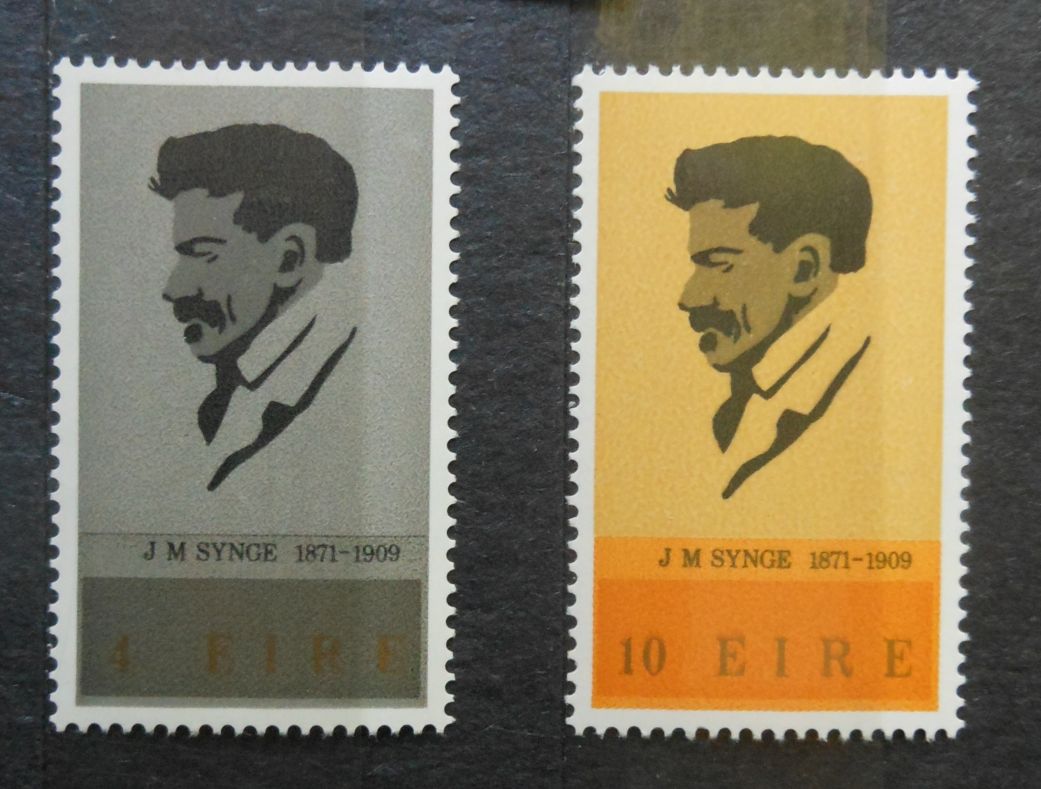 J M SYNGE 1871-1909
4 EIRE
J M SYNGE 1871-1909
10 EIRE